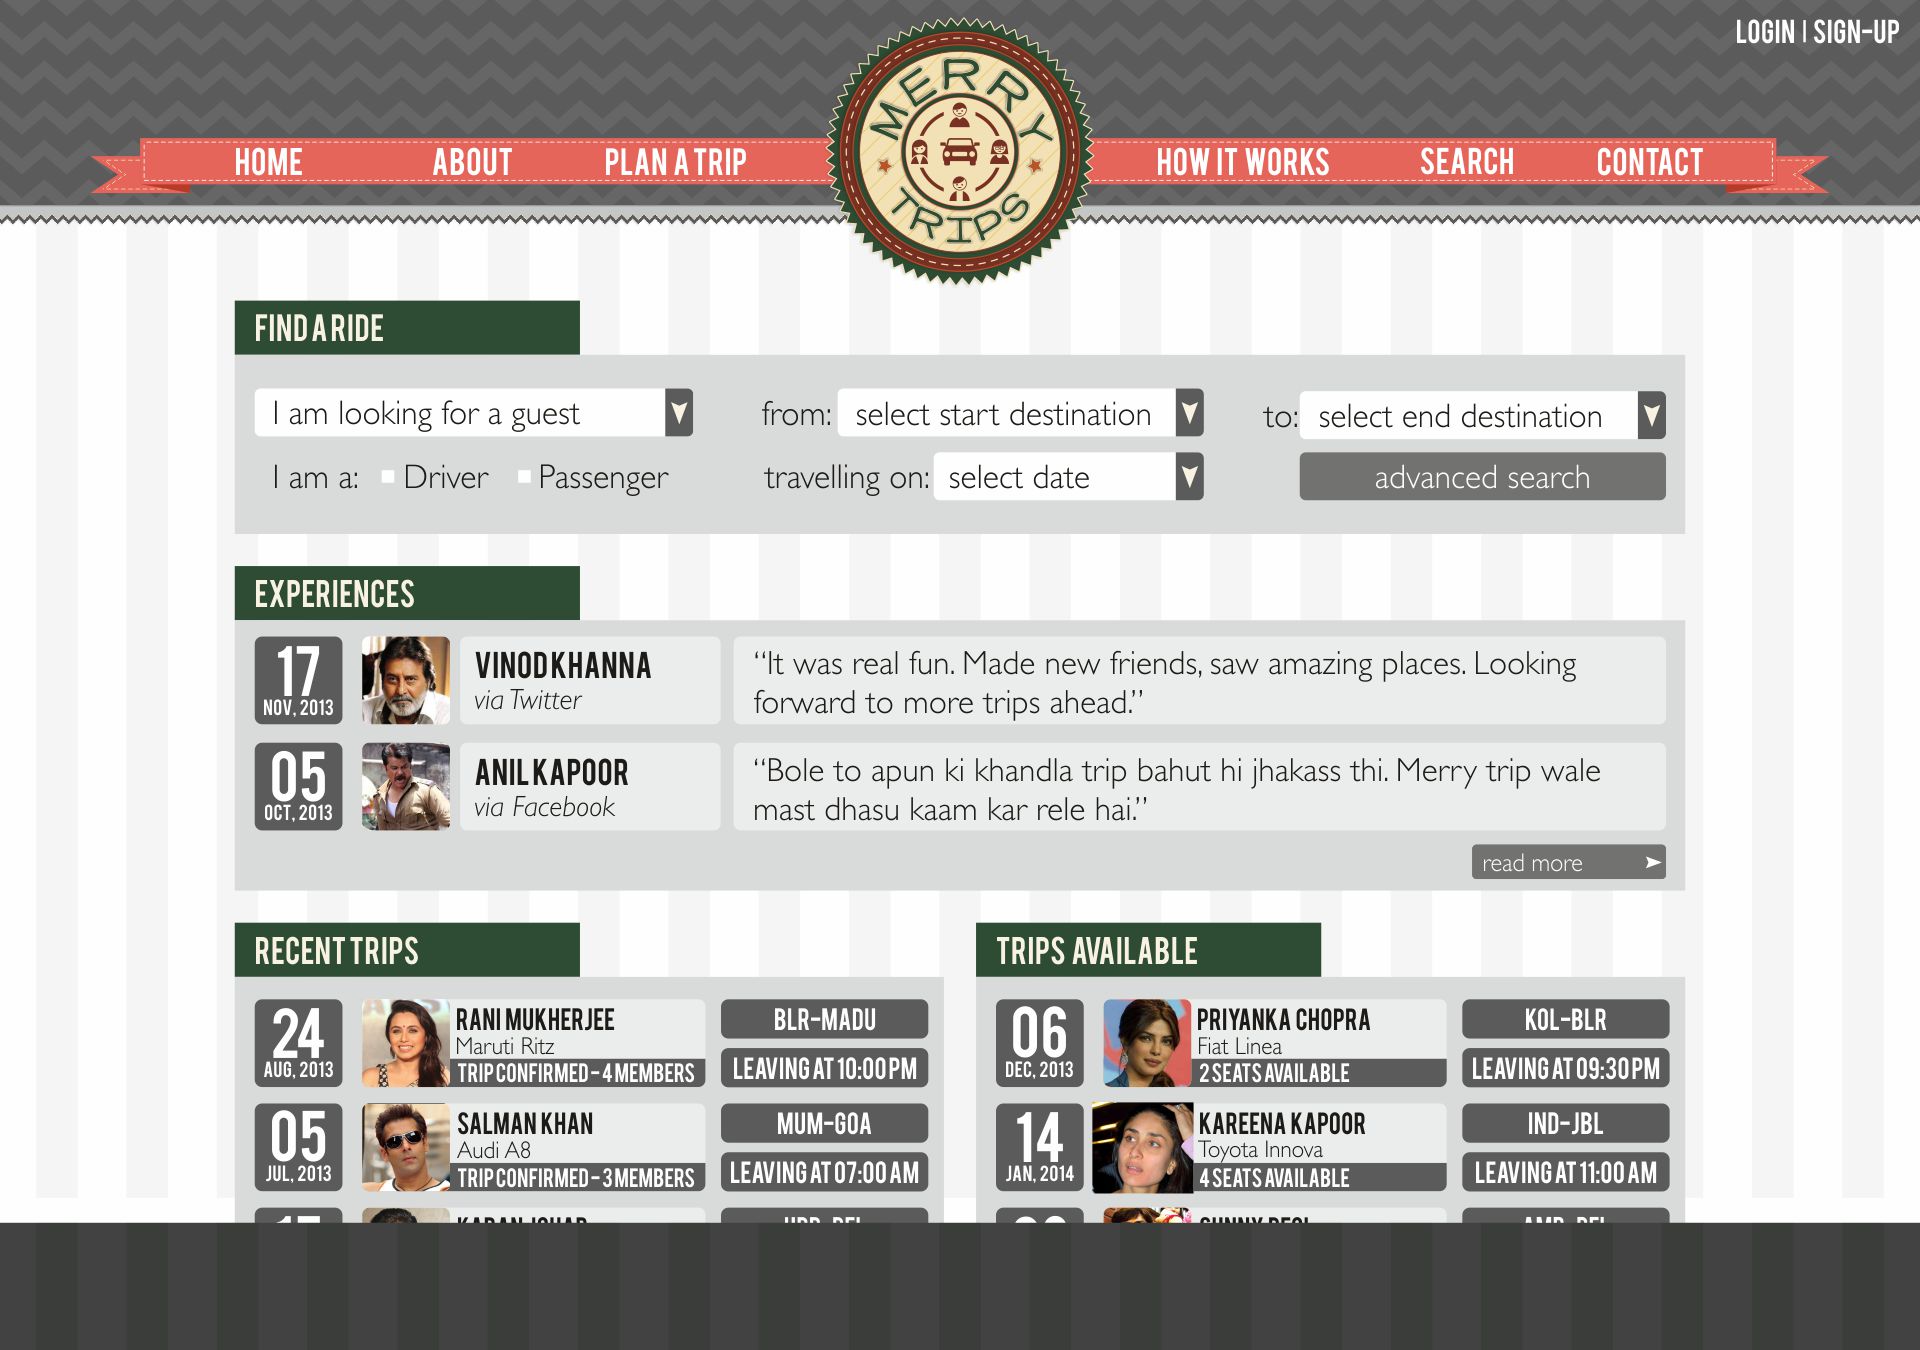 LOGIN | SIGN-UP
MERRY
TRIPS
HOME
ABOUT
PLAN A TRIP
HOW IT WORKS
SEARCH
CONTACT
FIND A RIDE
I am looking for a guest
from:
select start destination
to:
select end destination
I am a:
Driver
Passenger
travelling on:
select date
advanced search
EXPERIENCES
17
NOV, 2013
VINOD KHANNA
via Twitter
“It was real fun. Made new friends, saw amazing places. Looking
forward to more trips ahead.”
05
OCT, 2013
ANIL KAPOOR
via Facebook
“Bole to apun ki khandla trip bahut hi jhakass thi. Merry trip wale
mast dhasu kaam kar rele hai.”
read more
RECENT TRIPS
24
AUG, 2013
RANI MUKHERJEE
Maruti Ritz
TRIP CONFIRMED - 4 MEMBERS
BLR-MADU
LEAVING AT 10:00 PM
05
JUL, 2013
SALMAN KHAN
Audi A8
TRIP CONFIRMED - 3 MEMBERS
MUM-GOA
LEAVING AT 07:00 AM
TRIPS AVAILABLE
06
DEC, 2013
PRIYANKA CHOPRA
Fiat Linea
2 SEATS AVAILABLE
KOL-BLR
LEAVING AT 09:30 PM
14
JAN, 2014
KAREENA KAPOOR
Toyota Innova
4 SEATS AVAILABLE
IND-JBL
LEAVING AT 11:00 AM